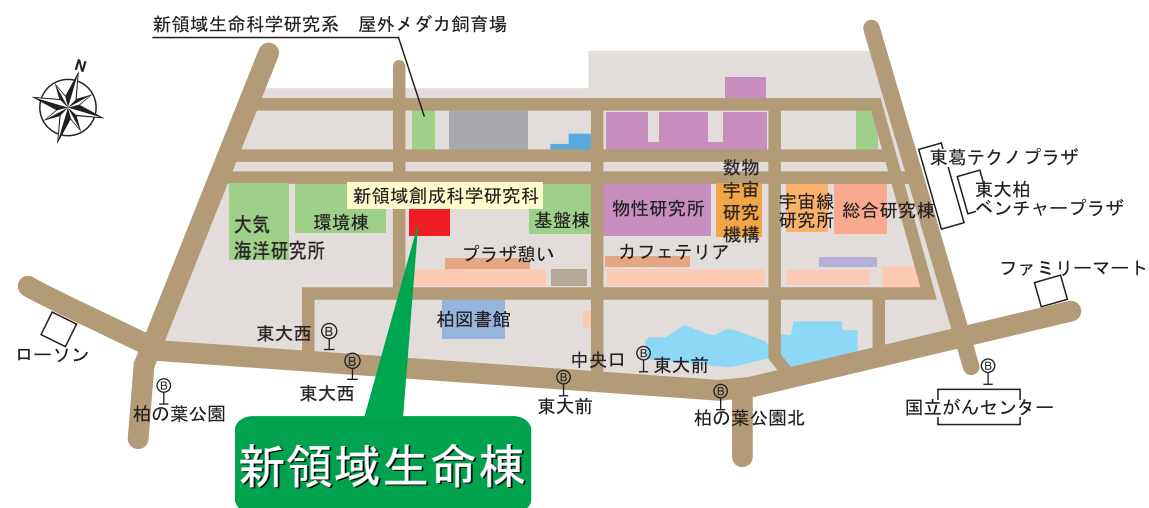 新領域生命科学研究系　屋外メダカ飼育場
N
東葛テクノプラザ
東大柏
ベンチャープラザ
新領域創成科学研究科
大気
海洋研究所
環境棟
基盤棟
物性研究所
数物
宇宙
研究
機構
宇宙線
研究所
総合研究棟
プラザ憩い
カフェテリア
ファミリーマート
ローソン
東大西
B
柏図書館
中央口
B
東大前
B
東大西
B
柏の葉公園
B
東大前
B
柏の葉公園北
B
国立がんセンター
新領域生命棟